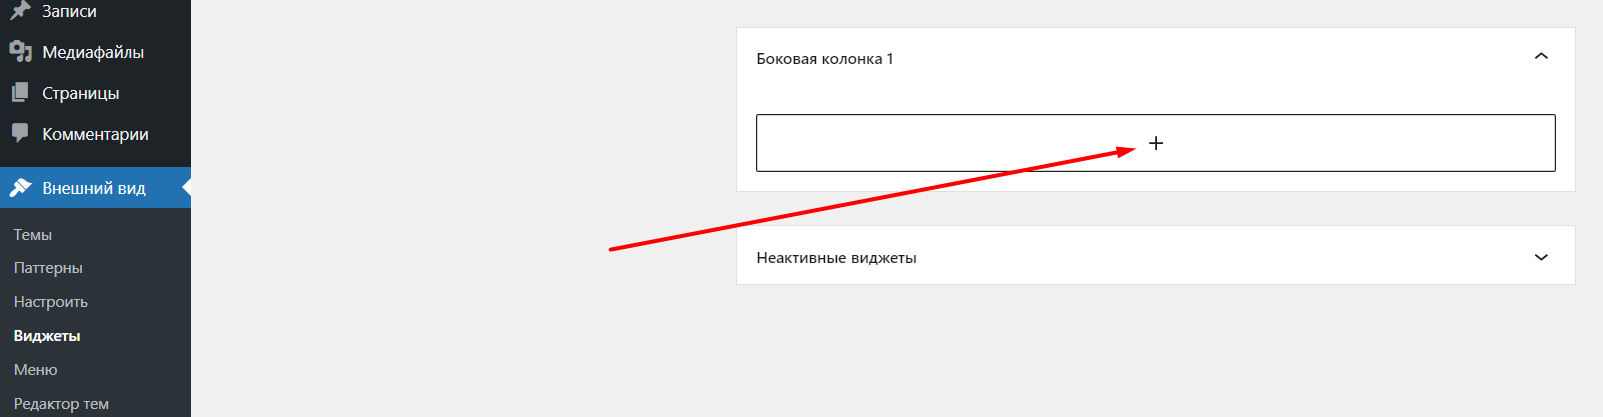 Записи
Медиафайлы
Страницы
Комментарии
Внешний вид
Темы
Паттерны
Настроить
Виджеты
Меню
Редактор тем
Боковая колонка 1
Неактивные виджеты